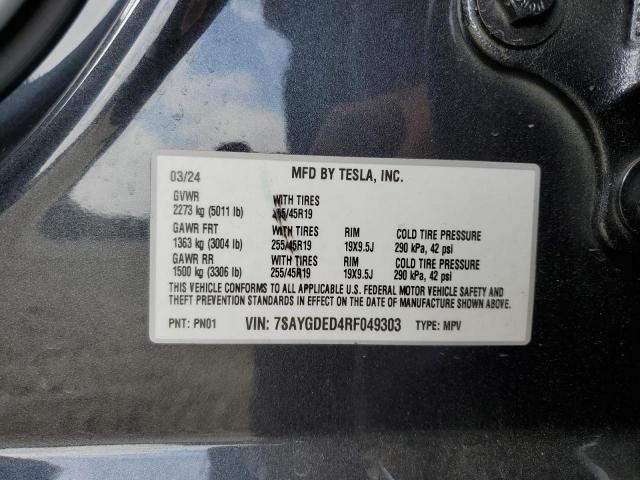 03/24 MFD BY TESLA, INC.
GVWR WITH TIRES
2273 kg (5011 lb) 255/45R19
GAWR FRT WITH TIRES RIM COLD TIRE PRESSURE
1363 kg (3004 lb) 255/45R19 19X9.5J 290 kPa, 42 psi
GAWR RR WITH TIRES RIM COLD TIRE PRESSURE
1500 kg (3306 lb) 255/45R19 19X9.5J 290 kPa, 42 psi
THIS VEHICLE CONFORMS TO ALL APPLICABLE U.S. FEDERAL MOTOR VEHICLE SAFETY AND
THEFT PREVENTION STANDARDS IN EFFECT ON THE DATE OF MANUFACTURE SHOWN ABOVE.
PNT: PN01 VIN: 7SAYGDED4RF049303 TYPE: MPV